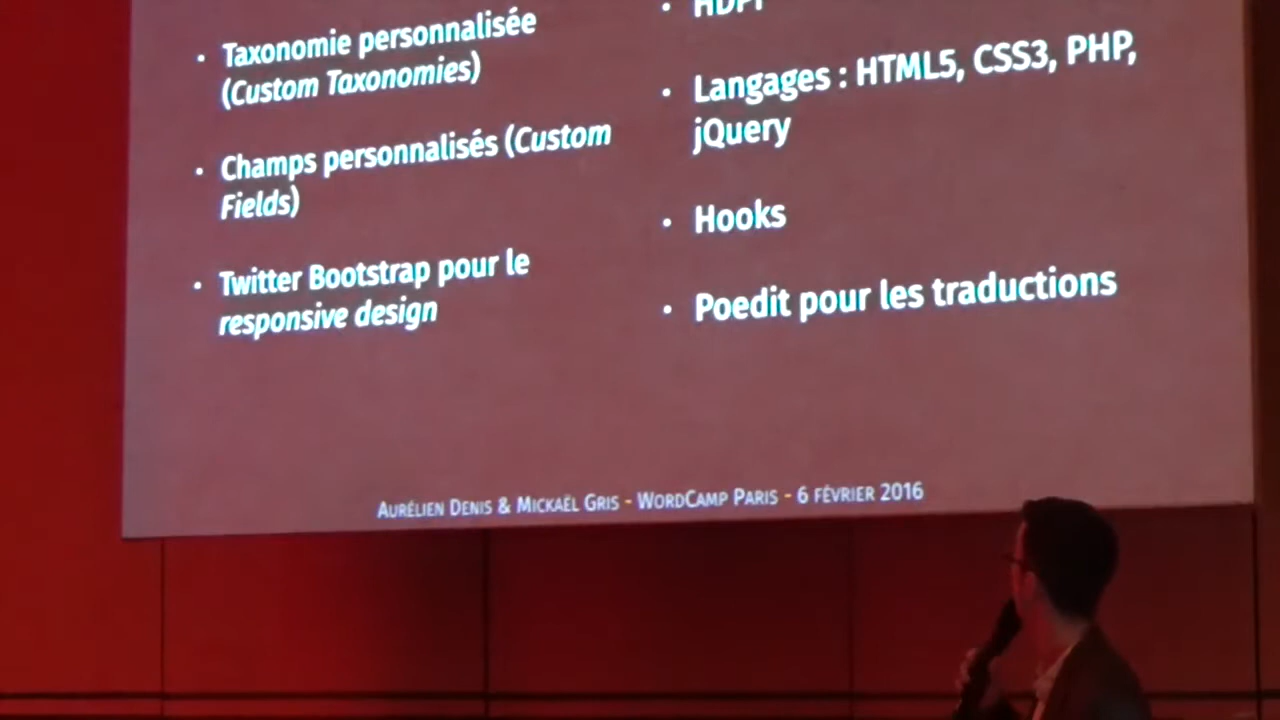 Taxonomie personnalisée
(Custom Taxonomies)
Champs personnalisés (Custom
Fields)
Twitter Bootstrap pour le
responsive design
HDPI
Langages : HTML5, CSS3, PHP,
jQuery
Hooks
Poedit pour les traductions
AURÉLIEN DENIS & MICKAËL GRIS - WORDCAMP PARIS - 6 FÉVRIER 2016